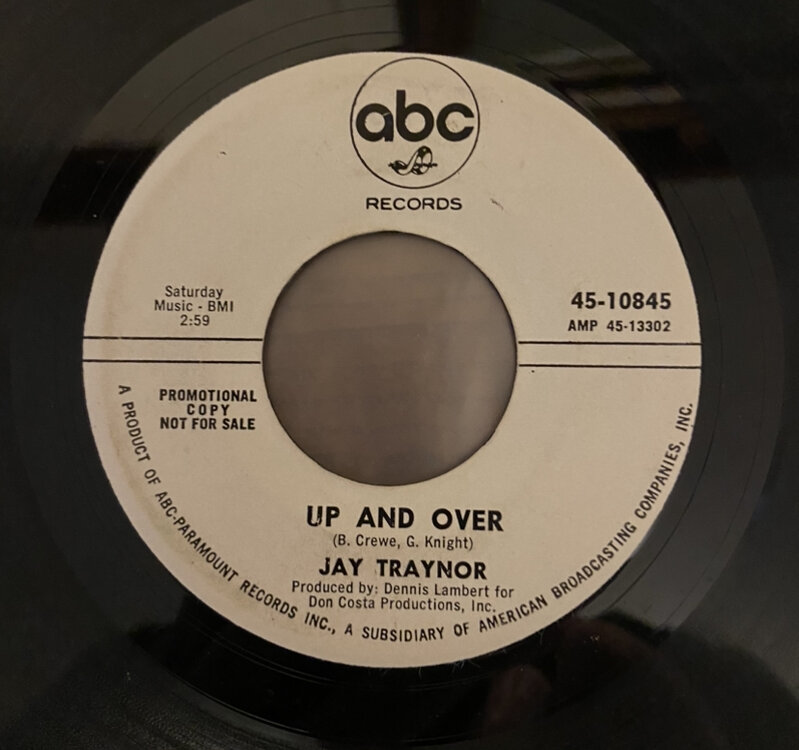 abc
RECORDS
Saturday
Music - BMI
2:59
45-10845
AMP 45-13302
PROMOTIONAL
COPY
NOT FOR SALE
UP AND OVER
(B. Crewe, G. Knight)
JAY TRAYNOR
Produced by: Dennis Lambert for
Don Costa Productions, Inc.
A PRODUCT OF ABC-PARAMOUNT RECORDS INC., A SUBSIDIARY OF AMERICAN BROADCASTING COMPANIES, INC.